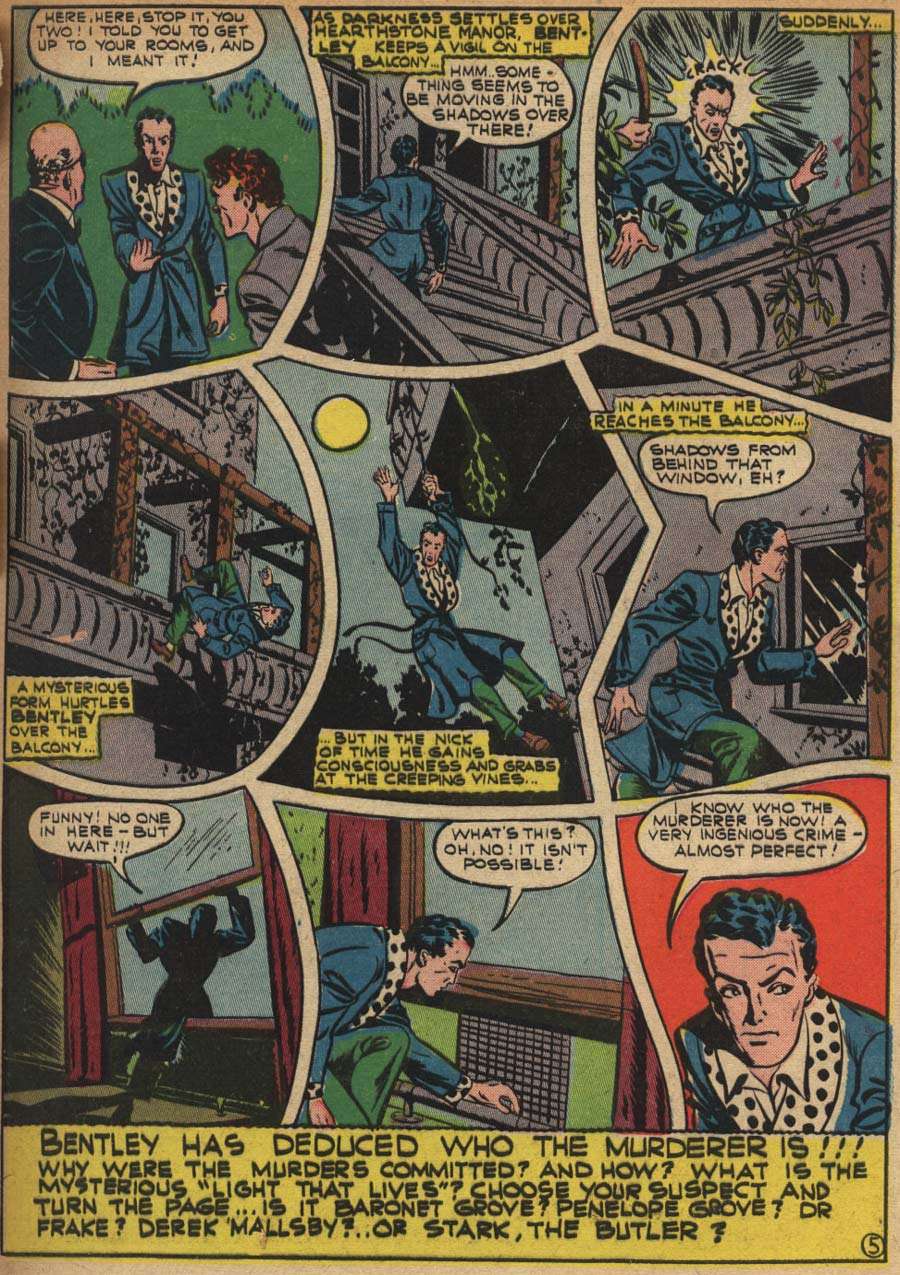 HERE, HERE, STOP IT, YOU
TWO! I TOLD YOU TO GET
UP TO YOUR ROOMS, AND
I MEANT IT!
AS DARKNESS SETTLES OVER
HEARTHSTONE MANOR, BENT-
LEY KEEPS A VIGIL ON THE
BALCONY...
HMM..SOME-
THING SEEMS TO
BE MOVING IN THE
SHADOWS OVER
THERE!
SUDDENLY...
CRACK
A MYSTERIOUS
FORM HURTLES
BENTLEY
OVER THE
BALCONY...
...BUT IN THE NICK
OF TIME HE GAINS
CONSCIOUSNESS AND GRABS
AT THE CREEPING VINES...
IN A MINUTE HE
REACHES THE BALCONY...
SHADOWS FROM
BEHIND THAT
WINDOW, EH?
FUNNY! NO ONE
IN HERE - BUT
WAIT!!!
WHAT'S THIS?
OH, NO! IT ISN'T
POSSIBLE!
I KNOW WHO THE
MURDERER IS NOW! A
VERY INGENIOUS CRIME -
ALMOST PERFECT!
BENTLEY HAS DEDUCED WHO THE MURDERER IS!!!
WHY WERE THE MURDERS COMMITTED? AND HOW? WHAT IS THE
MYSTERIOUS "LIGHT THAT LIVES"? CHOOSE YOUR SUSPECT AND
TURN THE PAGE...IS IT BARONET GROVE? PENELOPE GROVE? DR
FRAKE? DEREK MALLSBY?...OR STARK, THE BUTLER?
5